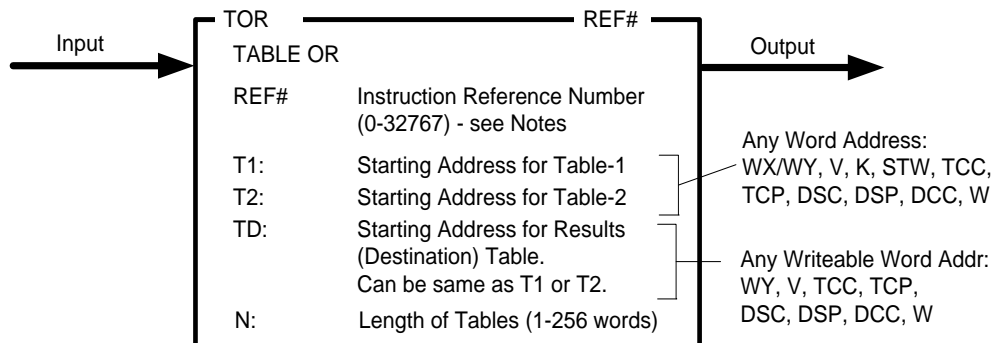 TOR REF#
Input
Output
TABLE OR
REF# Instruction Reference Number
(0-32767) - see Notes
T1: Starting Address for Table-1
T2: Starting Address for Table-2
TD: Starting Address for Results
(Destination) Table.
Can be same as T1 or T2.
N: Length of Tables (1-256 words)
Any Word Address:
WX/WY, V, K, STW, TCC,
TCP, DSC, DSP, DCC, W
Any Writeable Word Addr:
WY, V, TCC, TCP,
DSC, DSP, DCC, W